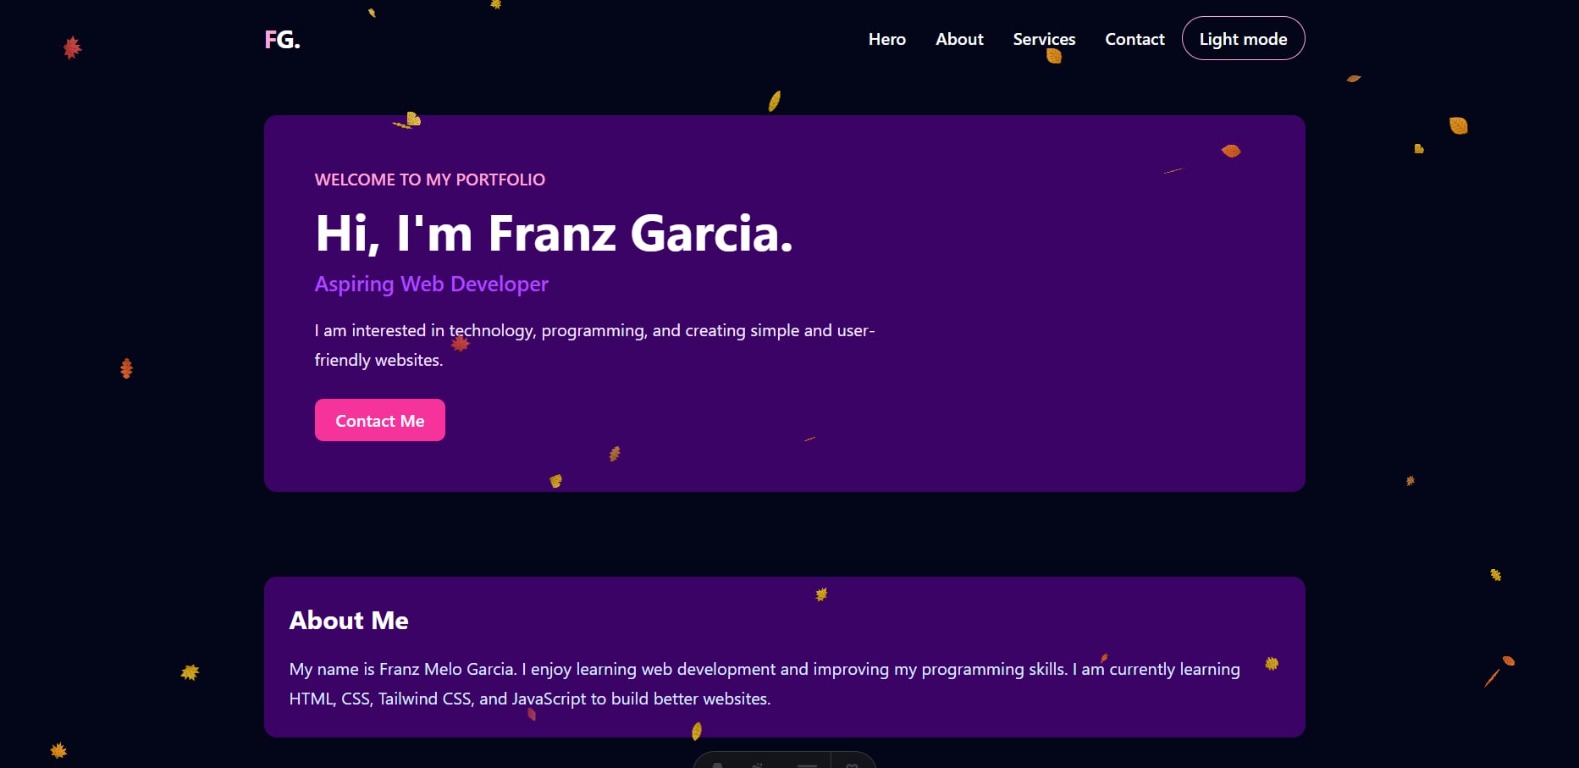 FG.
Hero About Services Contact Light mode
WELCOME TO MY PORTFOLIO
Hi, I'm Franz Garcia.
Aspiring Web Developer
I am interested in technology, programming, and creating simple and user-
friendly websites.
Contact Me
About Me
My name is Franz Melo Garcia. I enjoy learning web development and improving my programming skills. I am currently learning
HTML, CSS, Tailwind CSS, and JavaScript to build better websites.